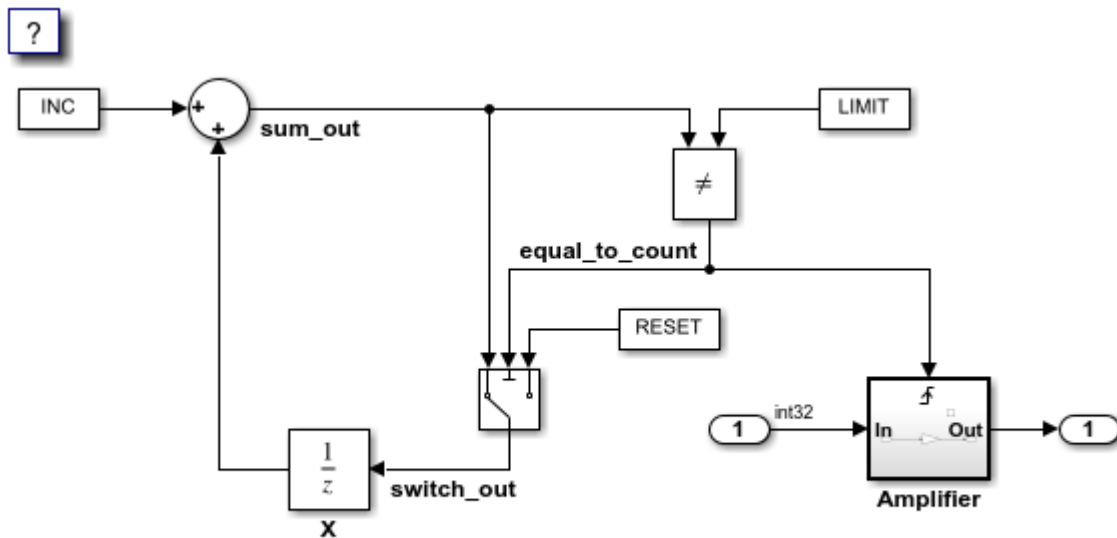 ?
INC
+
+
sum_out
LIMIT
≠
equal_to_count
RESET
1
int32
In
Out
1
Amplifier
1
z
switch_out
X